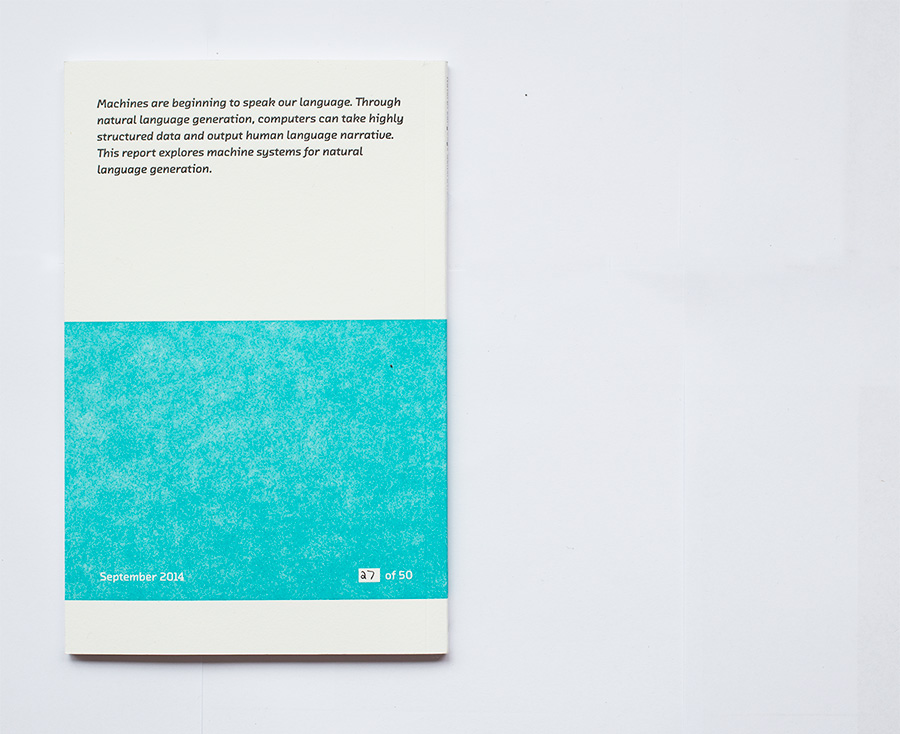 Machines are beginning to speak our language. Through
natural language generation, computers can take highly
structured data and output human language narrative.
This report explores machine systems for natural
language generation.
September 2014
27 of 50